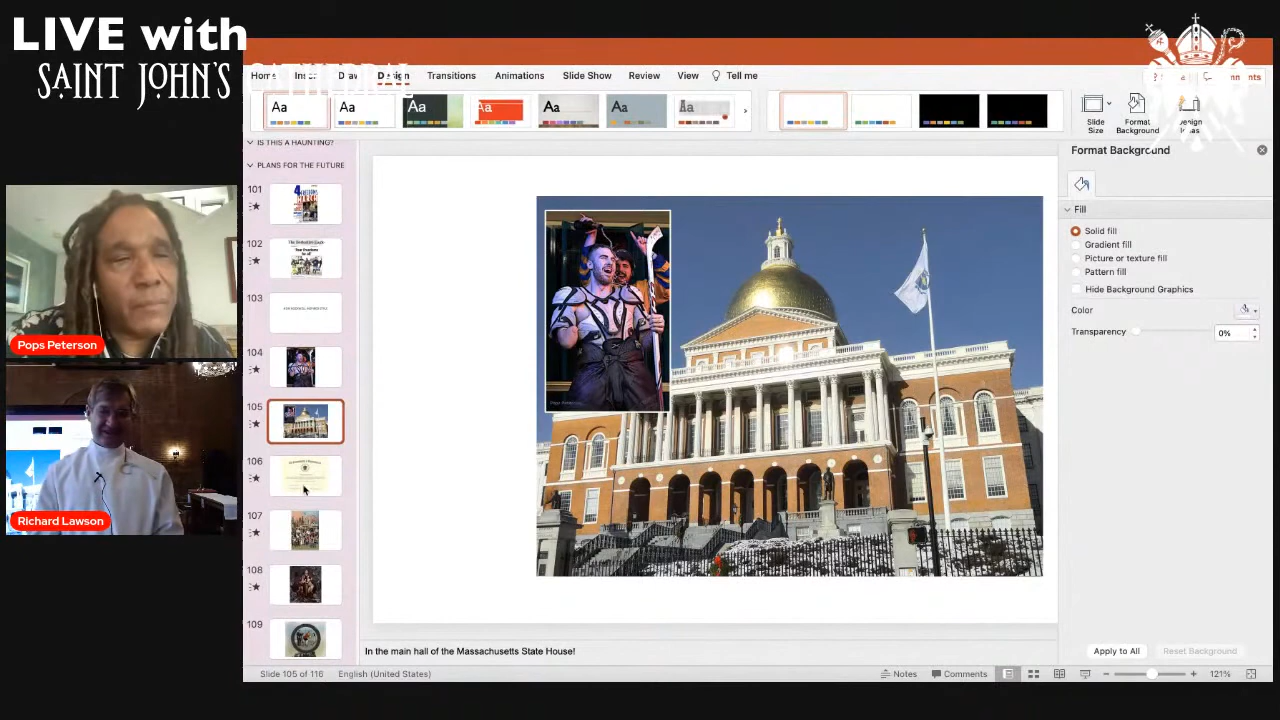 LIVE with
SAINT JOHN'S CATHEDRAL
Home Draw Design Transitions Animations Slide Show Review View Tell me
Aa Aa Aa Aa Aa Aa Aa
Slide Size
Format Background
Design Ideas
IS THIS A HAUNTING?
PLANS FOR THE FUTURE
101
102
103
104
105
106
107
108
109
Pops Peterson
Richard Lawson
Format Background
Fill
Solid fill
Gradient fill
Picture or texture fill
Pattern fill
Hide Background Graphics
Color
Transparency 0%
In the main hall of the Massachusetts State House!
Apply to All Reset Background
Slide 105 of 116 English (United States) Notes Comments 121%